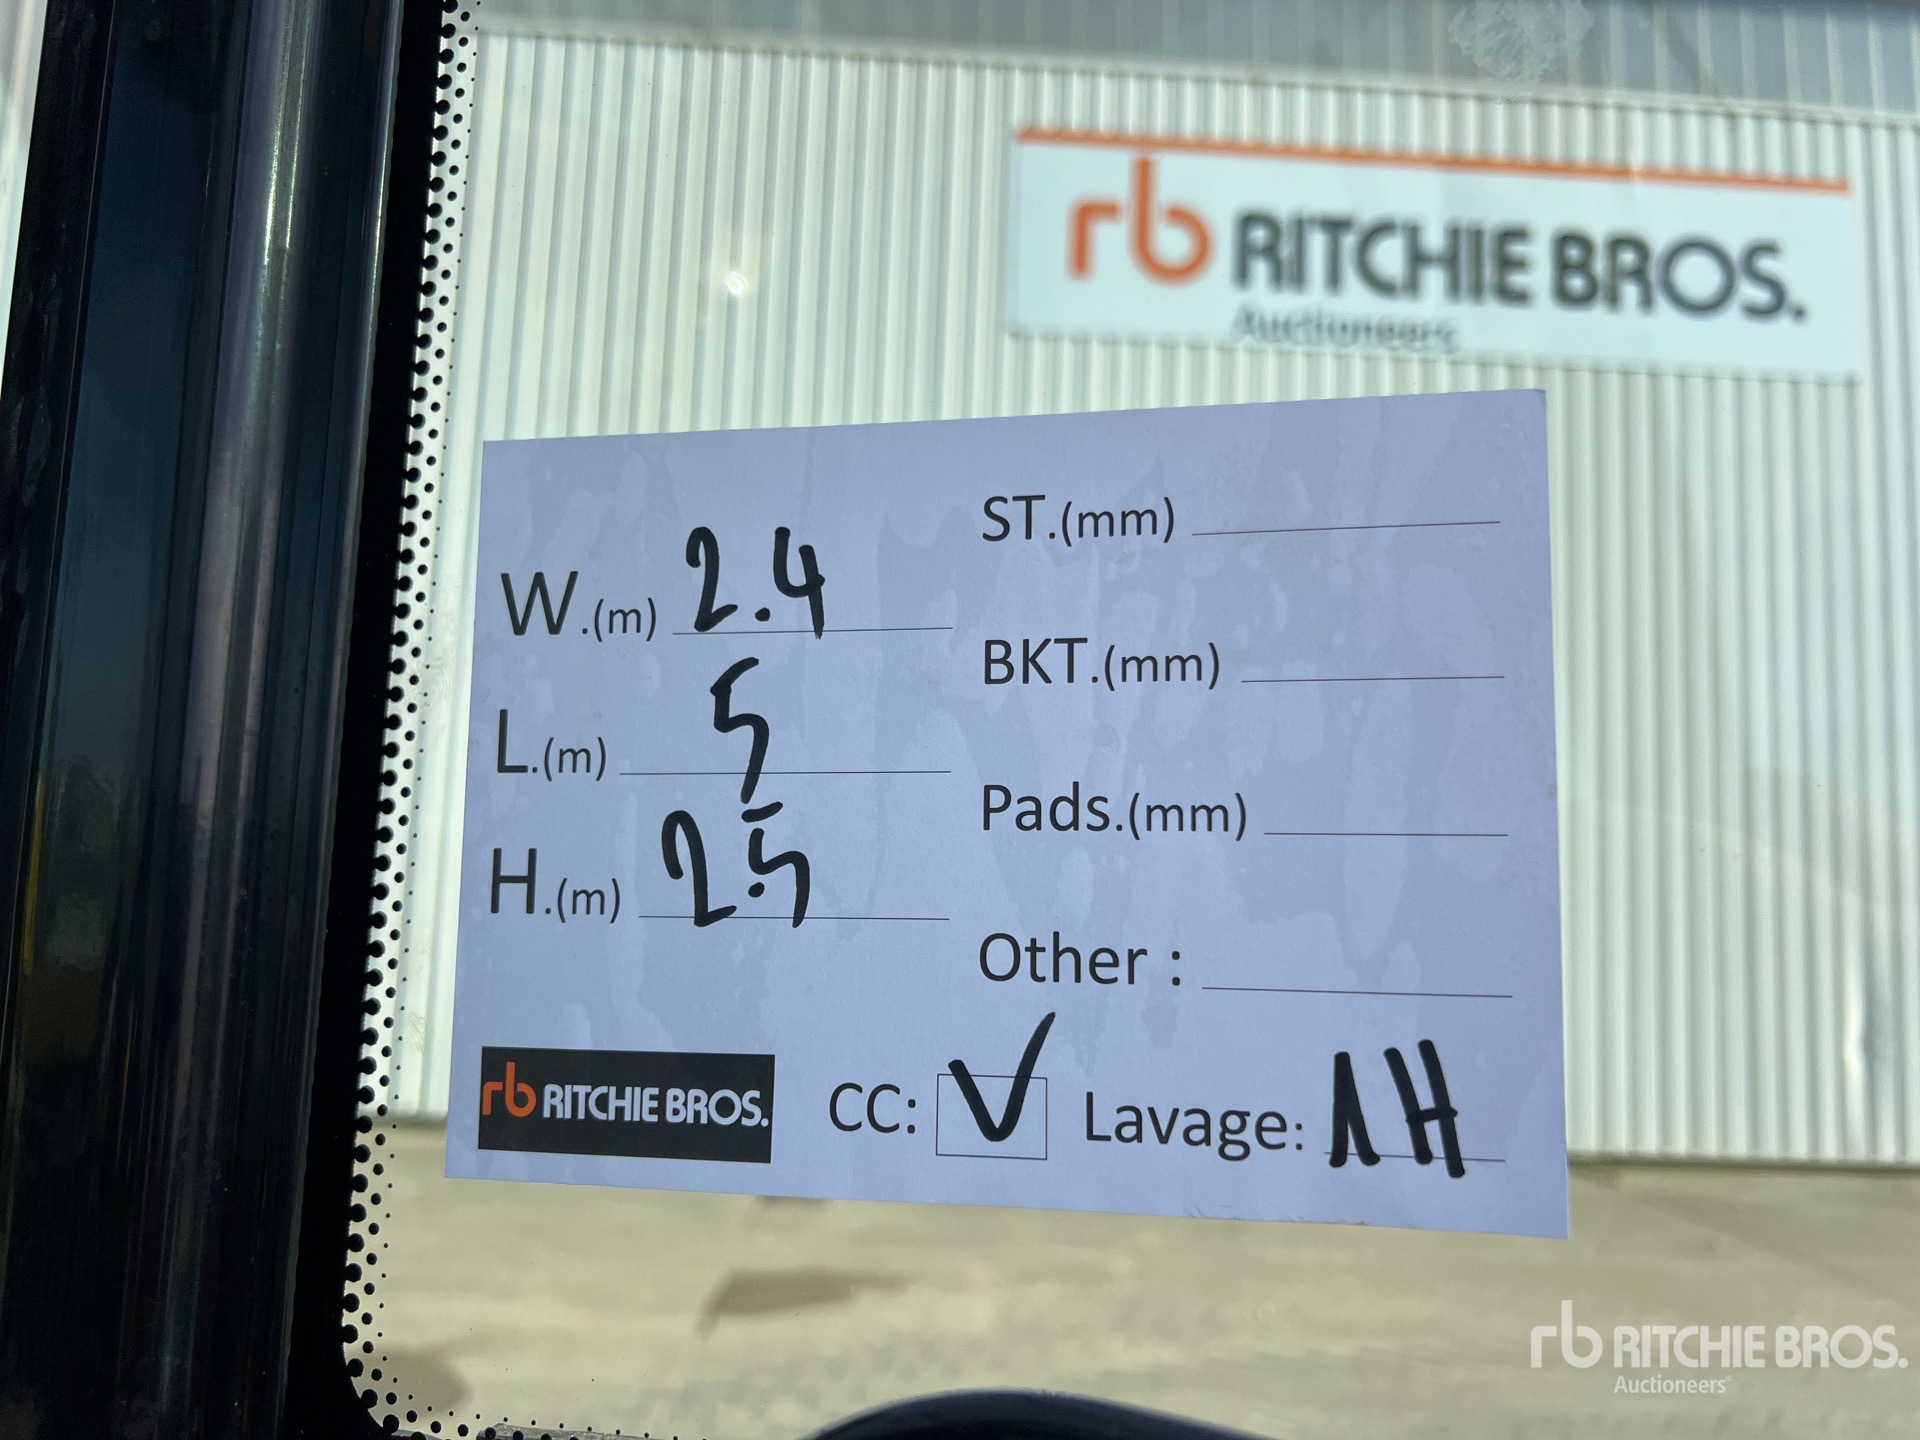 rb RITCHIE BROS.
Auctioneers
W.(m) 2.4
L.(m) 5
H.(m) 2.5
ST.(mm)
BKT.(mm)
Pads.(mm)
Other :
rb RITCHIE BROS.
CC: ✓ Lavage: 1H
rb RITCHIE BROS.
Auctioneers